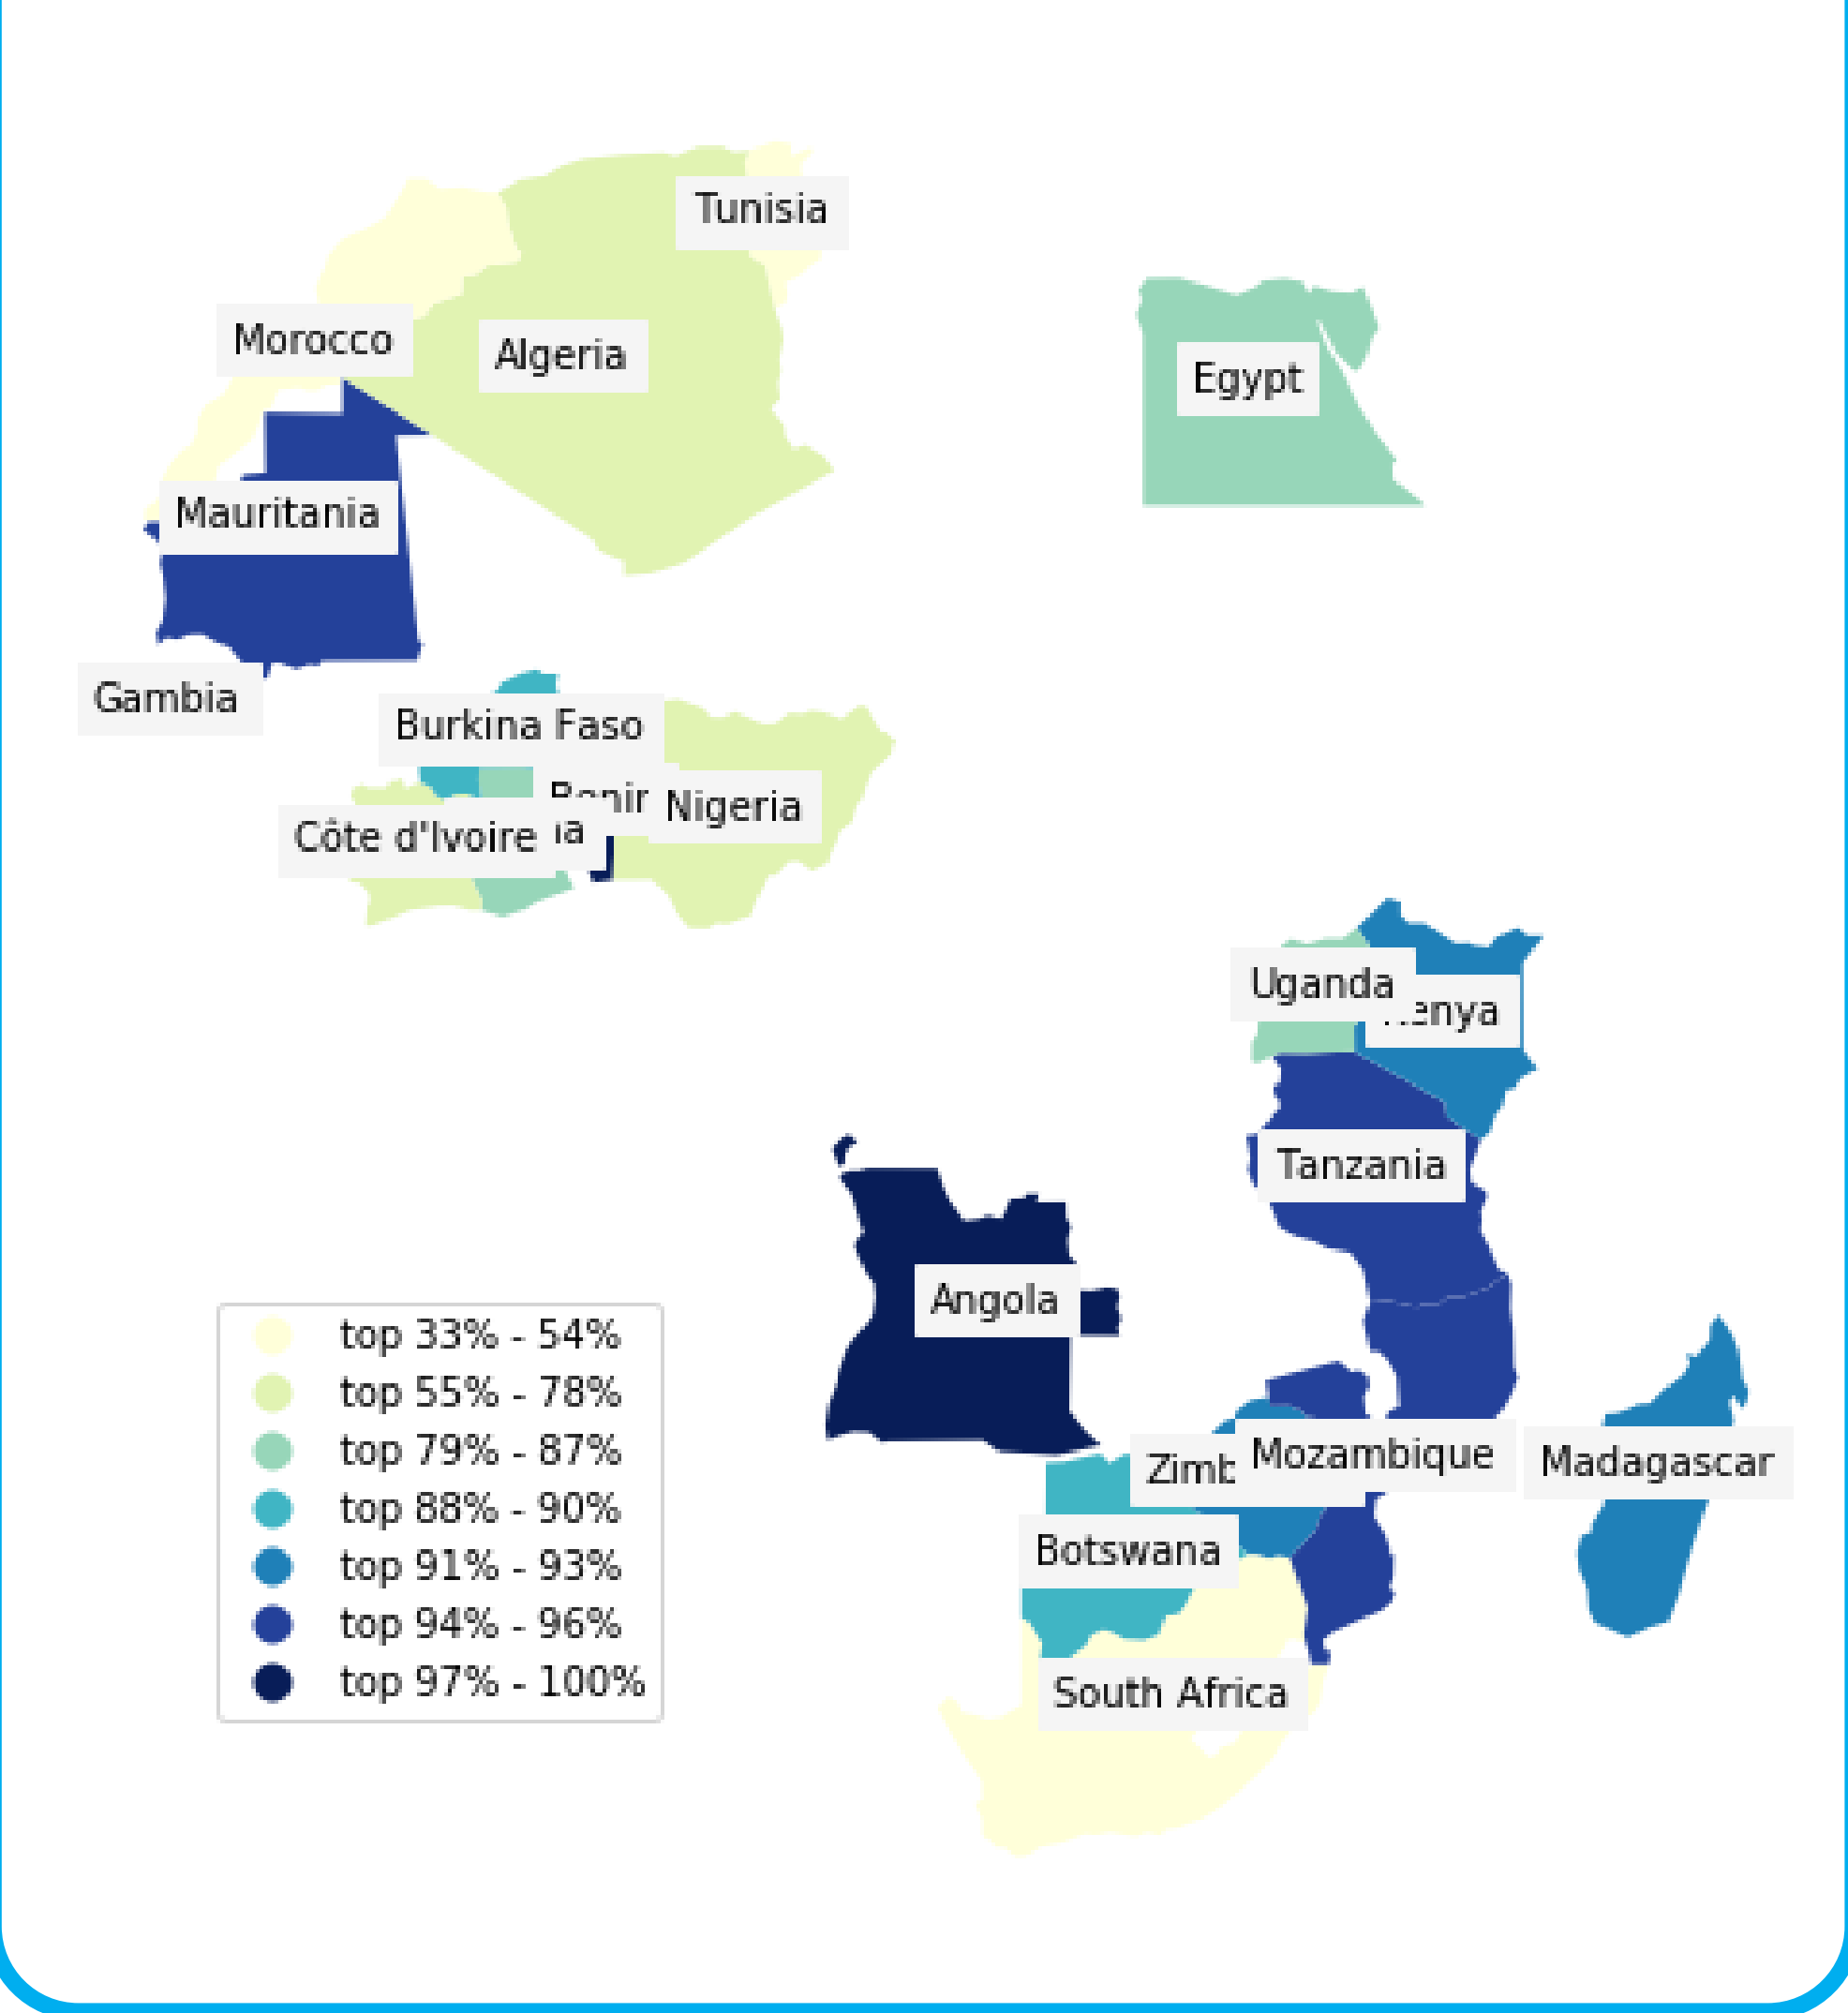 Tunisia
Morocco
Algeria
Egypt
Mauritania
Gambia
Burkina Faso
Nigeria
Côte d'Ivoire
Uganda
Tanzania
Angola
Mozambique
Madagascar
Botswana
South Africa
top 33% - 54%
top 55% - 78%
top 79% - 87%
top 88% - 90%
top 91% - 93%
top 94% - 96%
top 97% - 100%